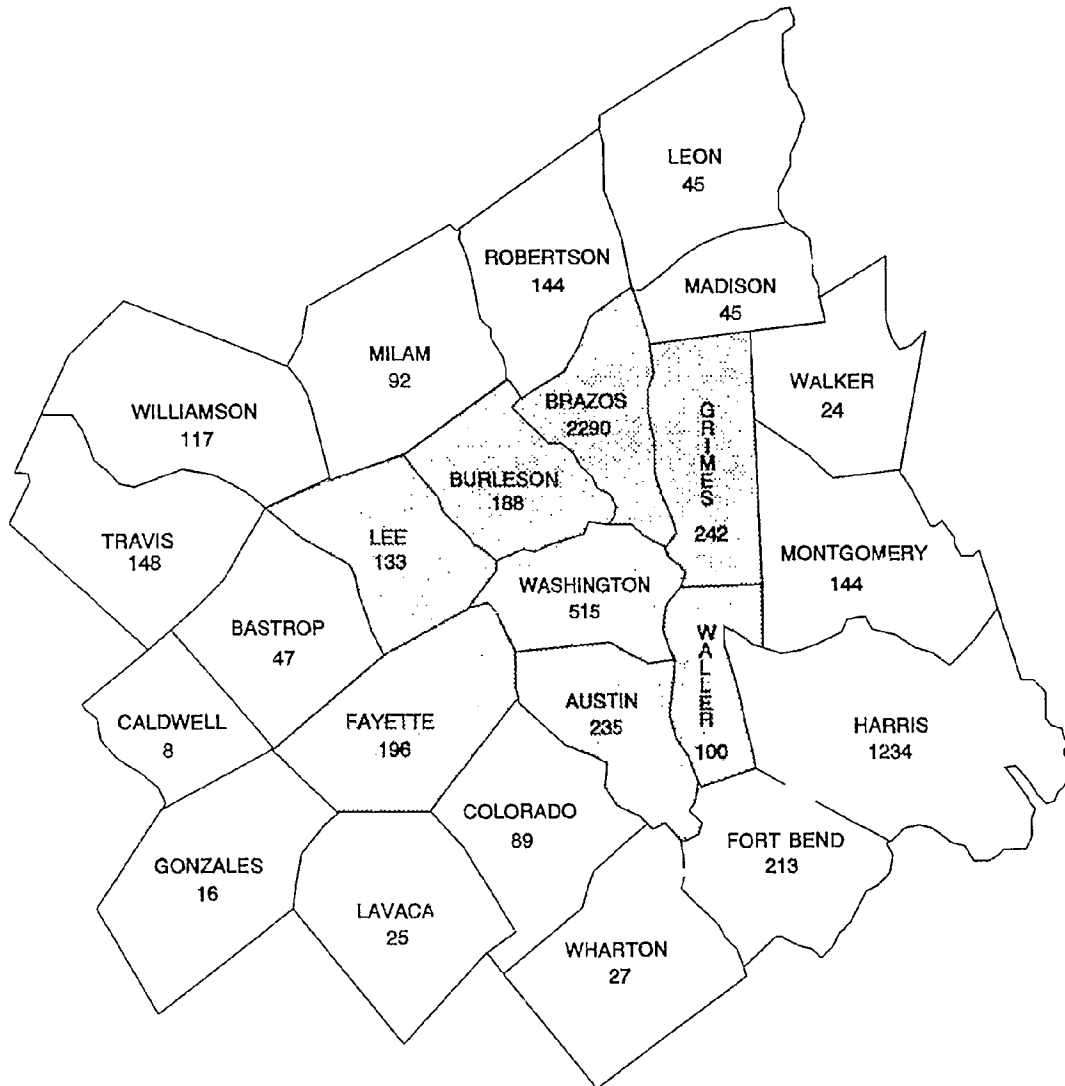 LEON
45
ROBERTSON
144
MADISON
45
MILAM
92
WALKER
24
BRAZOS
2290
GRIMES
242
WILLIAMSON
117
BURLESON
188
TRAVIS
148
LEE
133
MONTGOMERY
144
WASHINGTON
515
BASTROP
47
WALLER
100
AUSTIN
235
CALDWELL
8
FAYETTE
196
HARRIS
1234
COLORADO
89
FORT BEND
213
GONZALES
16
LAVACA
25
WHARTON
27